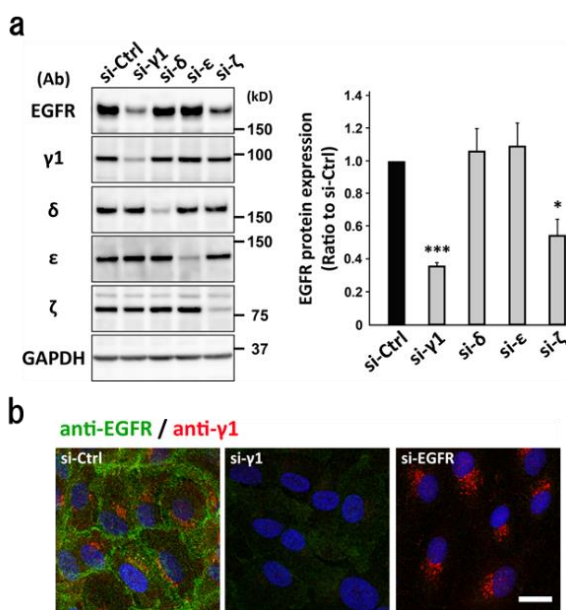 a
(Ab)
si-Ctrl
si-γ1
si-δ
si-ε
si-ζ
(kD)
EGFR
150
γ1
100
δ
150
ε
150
ζ
75
GAPDH
37
EGFR protein expression
(Ratio to si-Ctrl)
1.4
1.2
1.0
0.8
0.6
0.4
0.2
0
***
*
si-Ctrl
si-γ1
si-δ
si-ε
si-ζ
b
anti-EGFR / anti-γ1
si-Ctrl
si-γ1
si-EGFR